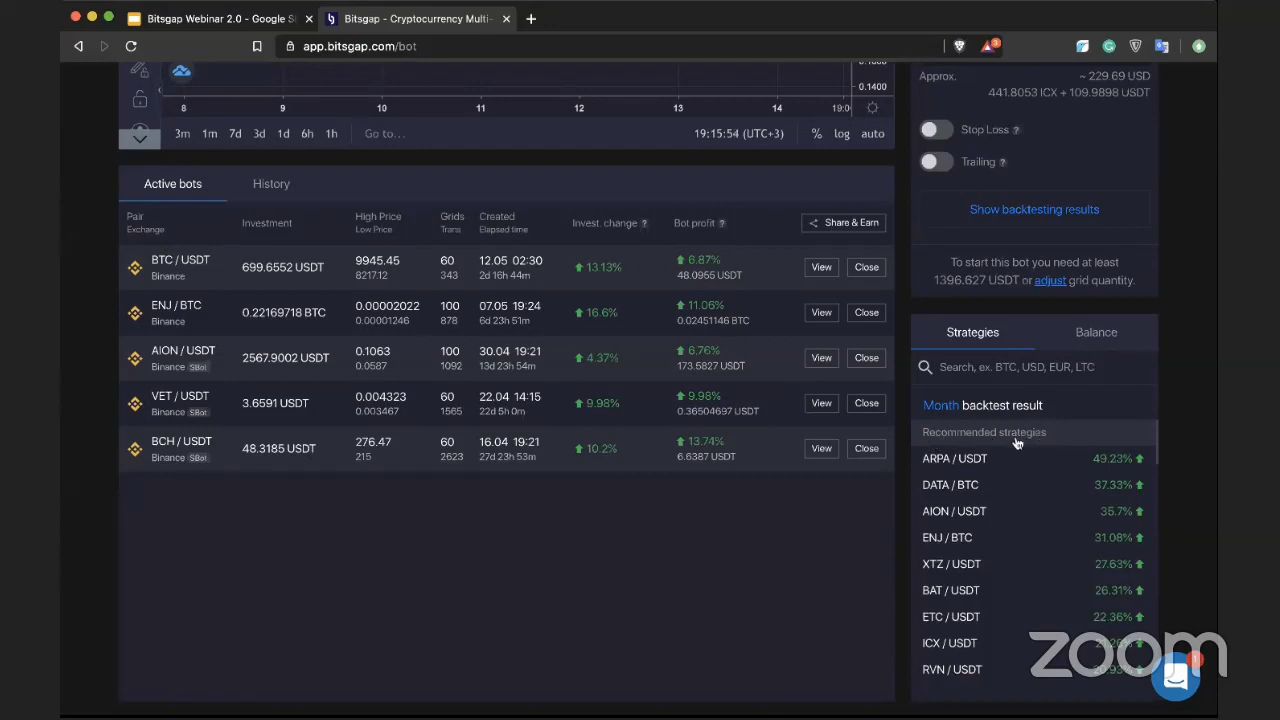 Bitsgap Webinar 2.0 - Google Sl
Bitsgap - Cryptocurrency Multi-
app.bitsgap.com/bot
3
0.1400
8 9 10 11 12 13 14 19:0
3m 1m 7d 3d 1d 6h 1h Go to... 19:15:54 (UTC+3) % log auto
Approx. ~ 229.69 USD
441.8053 ICX + 109.9898 USDT
Stop Loss ?
Trailing ?
Show backtesting results
To start this bot you need at least
1396.627 USDT or adjust grid quantity.
Active bots History
Pair
Exchange
Investment
High Price
Low Price
Grids
Trans
Created
Elapsed time
Invest. change ?
Bot profit ?
Share & Earn
BTC / USDT
Binance
699.6552 USDT
9945.45
8217.12
60
343
12.05 02:30
2d 16h 44m
13.13%
6.87%
48.0965 USDT
View Close
ENJ / BTC
Binance
0.22169718 BTC
0.00002022
0.00001246
100
878
07.05 19:24
6d 23h 51m
16.6%
11.06%
0.02451146 BTC
View Close
AION / USDT
Binance SBot
2567.9002 USDT
0.1063
0.0587
100
1092
30.04 19:21
13d 23h 54m
4.37%
6.76%
173.5827 USDT
View Close
VET / USDT
Binance SBot
3.6591 USDT
0.004323
0.003467
60
1565
22.04 14:15
22d 5h 0m
9.98%
9.98%
0.36504697 USDT
View Close
BCH / USDT
Binance SBot
48.3185 USDT
276.47
215
60
2623
16.04 19:21
27d 23h 53m
10.2%
13.74%
6.6387 USDT
View Close
Strategies Balance
Search, ex. BTC, USD, EUR, LTC
Month backtest result
Recommended strategies
ARPA / USDT 49.23%
DATA / BTC 37.33%
AION / USDT 35.7%
ENJ / BTC 31.08%
XTZ / USDT 27.63%
BAT / USDT 26.31%
ETC / USDT 22.36%
ICX / USDT
RVN / USDT
zoom
1